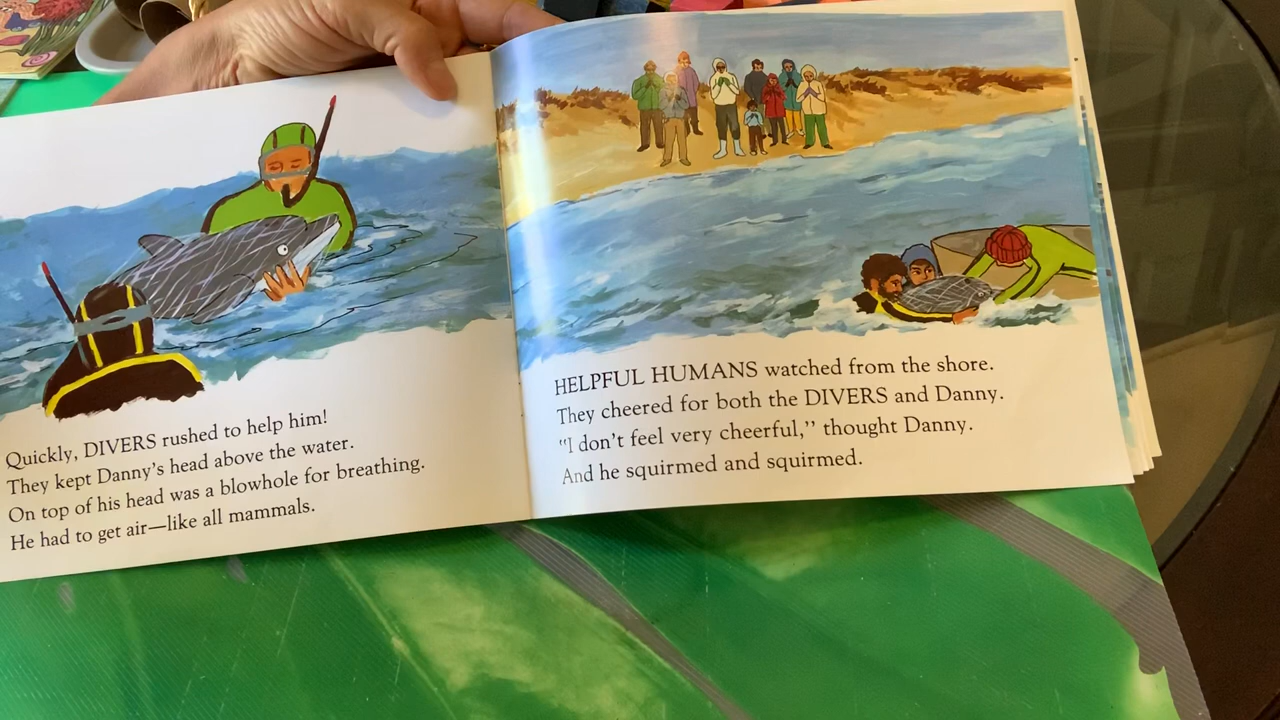 Quickly, DIVERS rushed to help him!
They kept Danny's head above the water.
On top of his head was a blowhole for breathing.
He had to get air—like all mammals.
HELPFUL HUMANS watched from the shore.
They cheered for both the DIVERS and Danny.
"I don't feel very cheerful," thought Danny.
And he squirmed and squirmed.